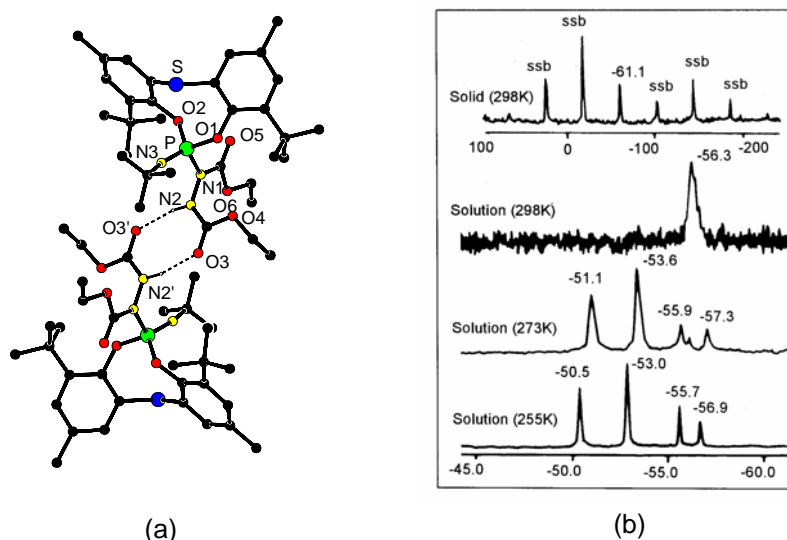 S
O2
O1
O5
P
N3
N1
N2
O6
O4
O3'
O3
N2'
(a)
ssb
ssb
-61.1
ssb
ssb
ssb
Solid (298K)
100 0 -100 -200
-56.3
Solution (298K)
-51.1 -53.6
-55.9 -57.3
Solution (273K)
-50.5 -53.0
-55.7 -56.9
Solution (255K)
-45.0 -50.0 -55.0 -60.0
(b)